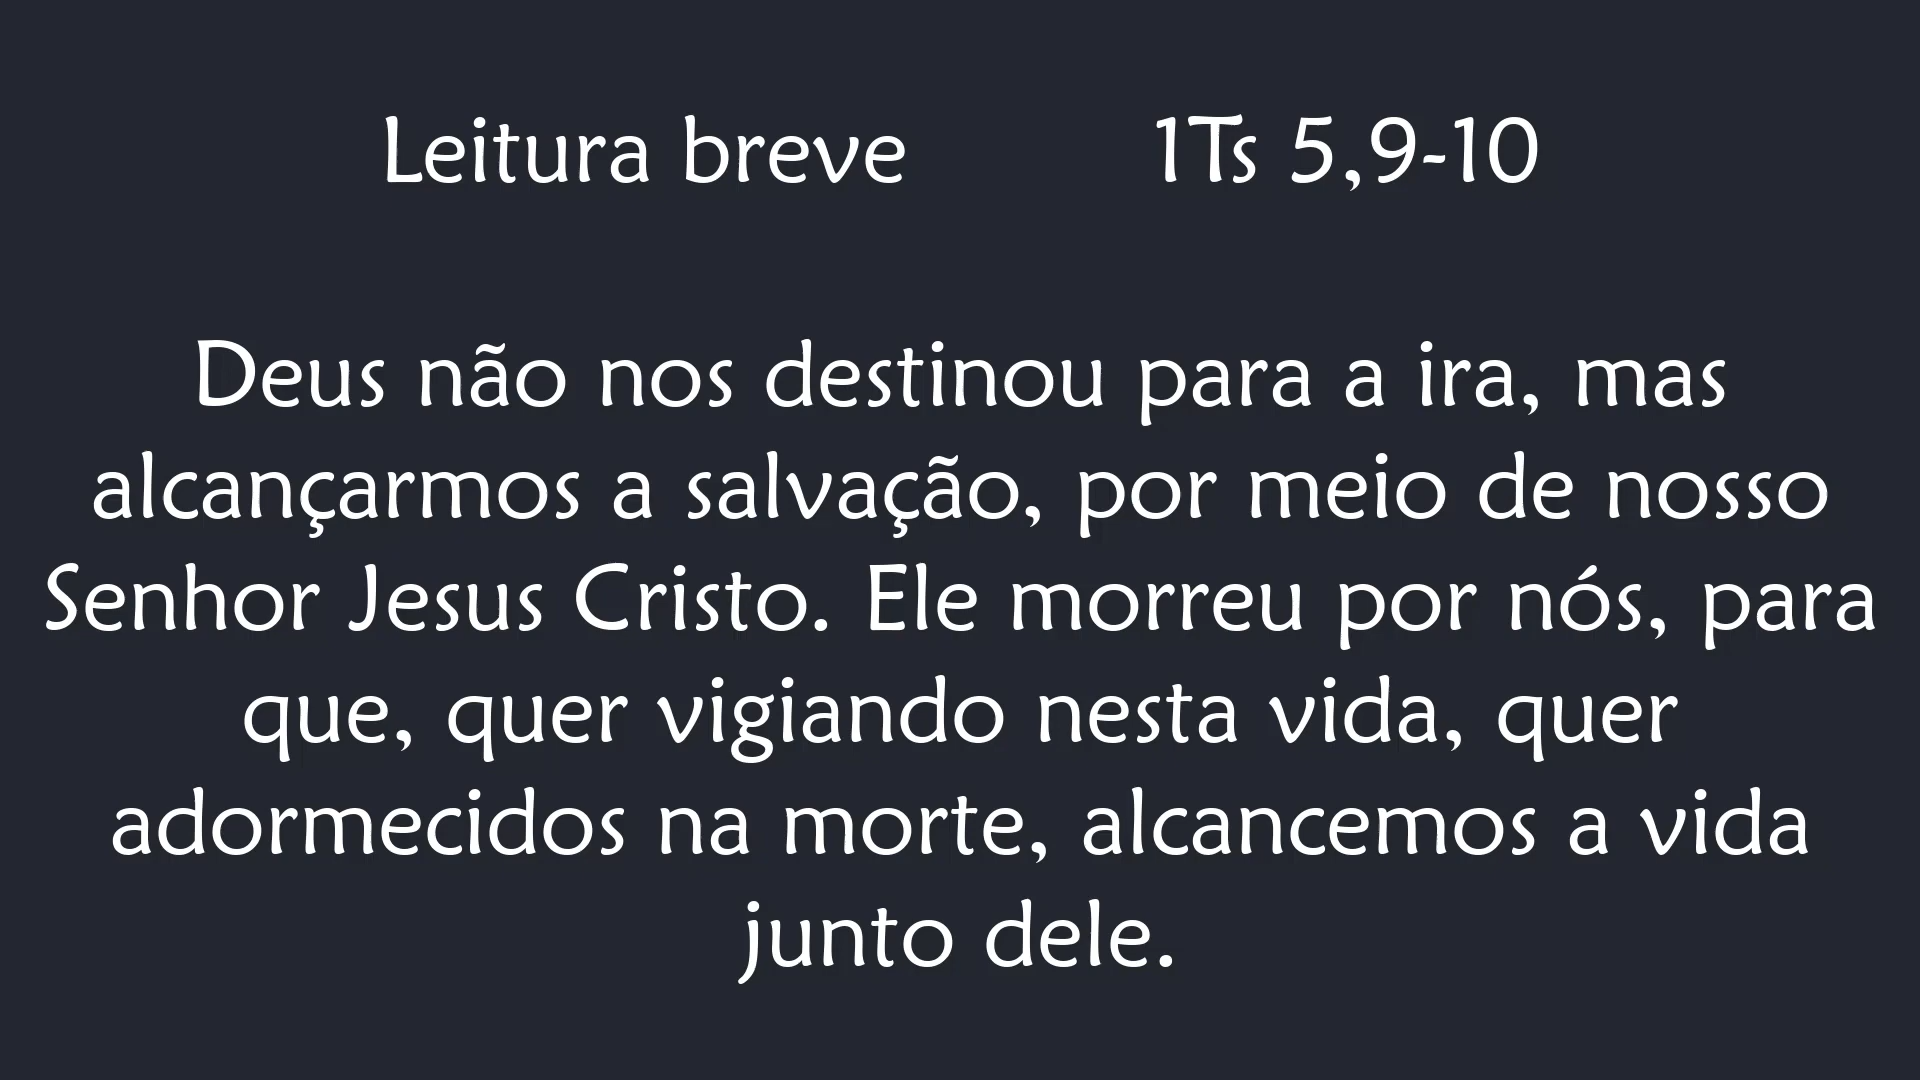 Leitura breve 1Ts 5,9-10
Deus não nos destinou para a ira, mas
alcançarmos a salvação, por meio de nosso
Senhor Jesus Cristo. Ele morreu por nós, para
que, quer vigiando nesta vida, quer
adormecidos na morte, alcancemos a vida
junto dele.